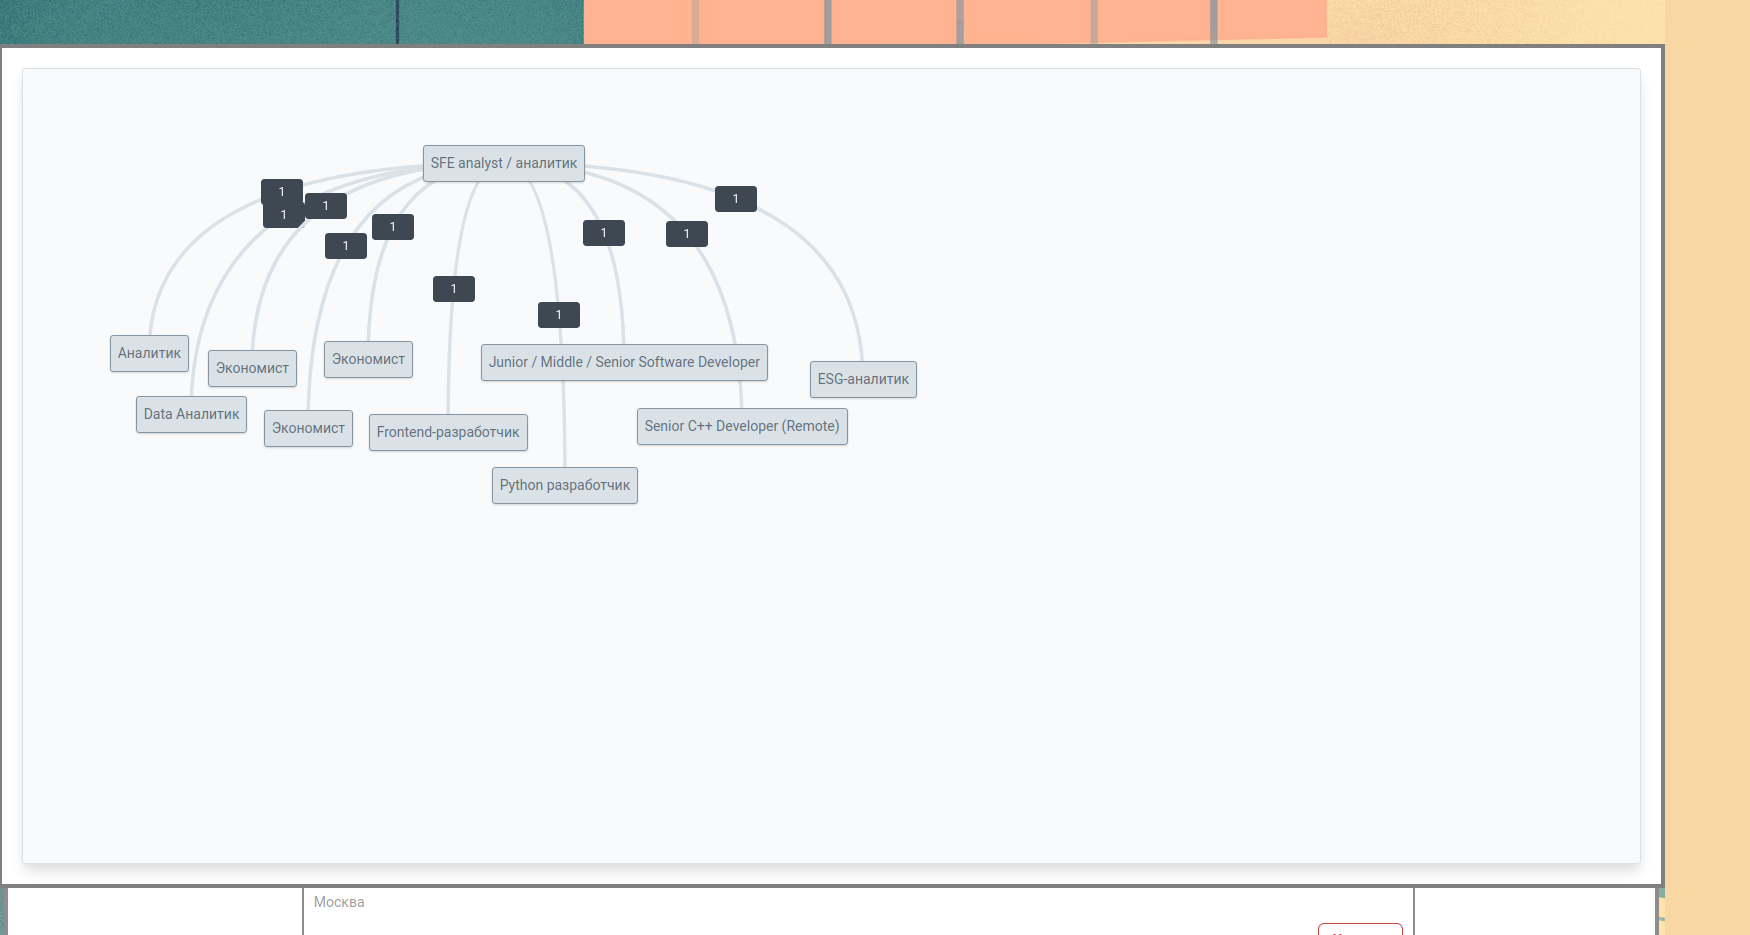 SFE analyst / аналитик
1
1
1
1
1
1
1
1
1
1
Аналитик
Экономист
Экономист
Junior / Middle / Senior Software Developer
ESG-аналитик
Data Аналитик
Экономист
Frontend-разработчик
Senior C++ Developer (Remote)
Python разработчик
Москва